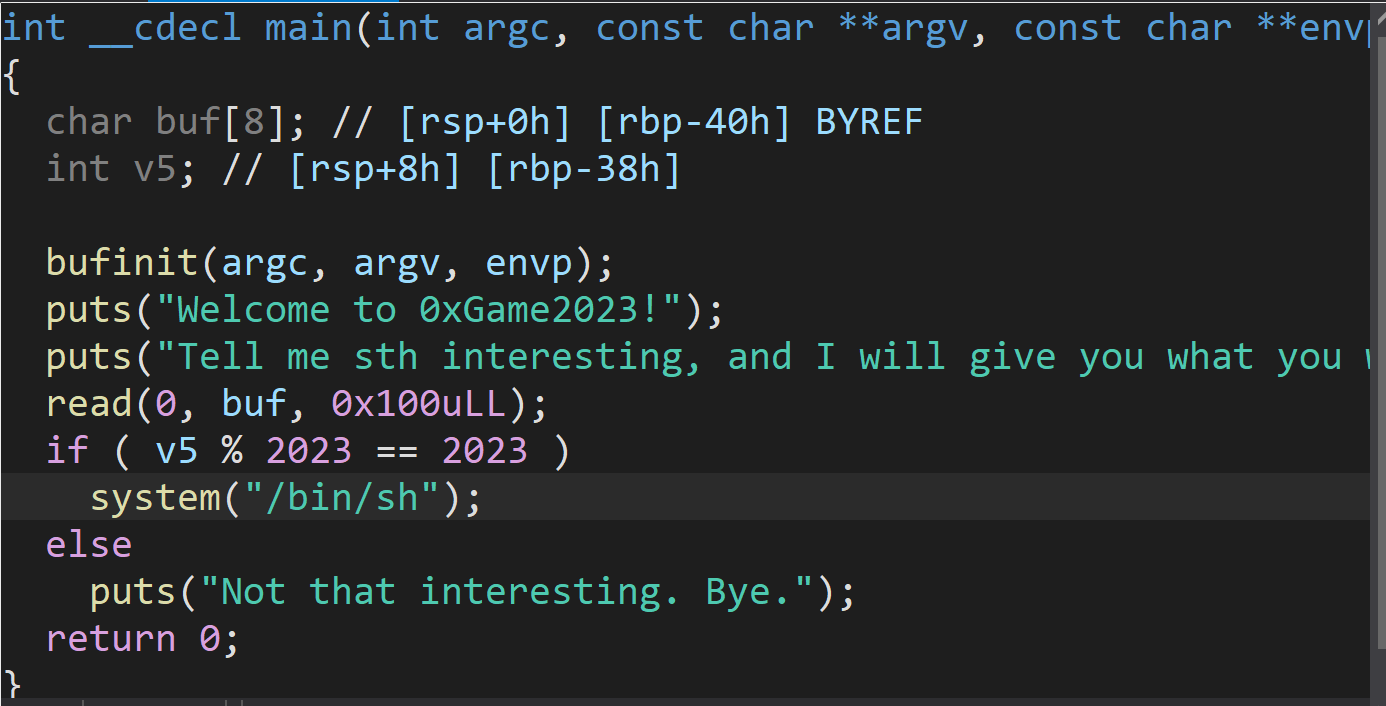 int __cdecl main(int argc, const char **argv, const char **env
{
  char buf[8]; // [rsp+0h] [rbp-40h] BYREF
  int v5; // [rsp+8h] [rbp-38h]

  bufinit(argc, argv, envp);
  puts("Welcome to 0xGame2023!");
  puts("Tell me sth interesting, and I will give you what you
  read(0, buf, 0x100uLL);
  if ( v5 % 2023 == 2023 )
    system("/bin/sh");
  else
    puts("Not that interesting. Bye.");
  return 0;
}